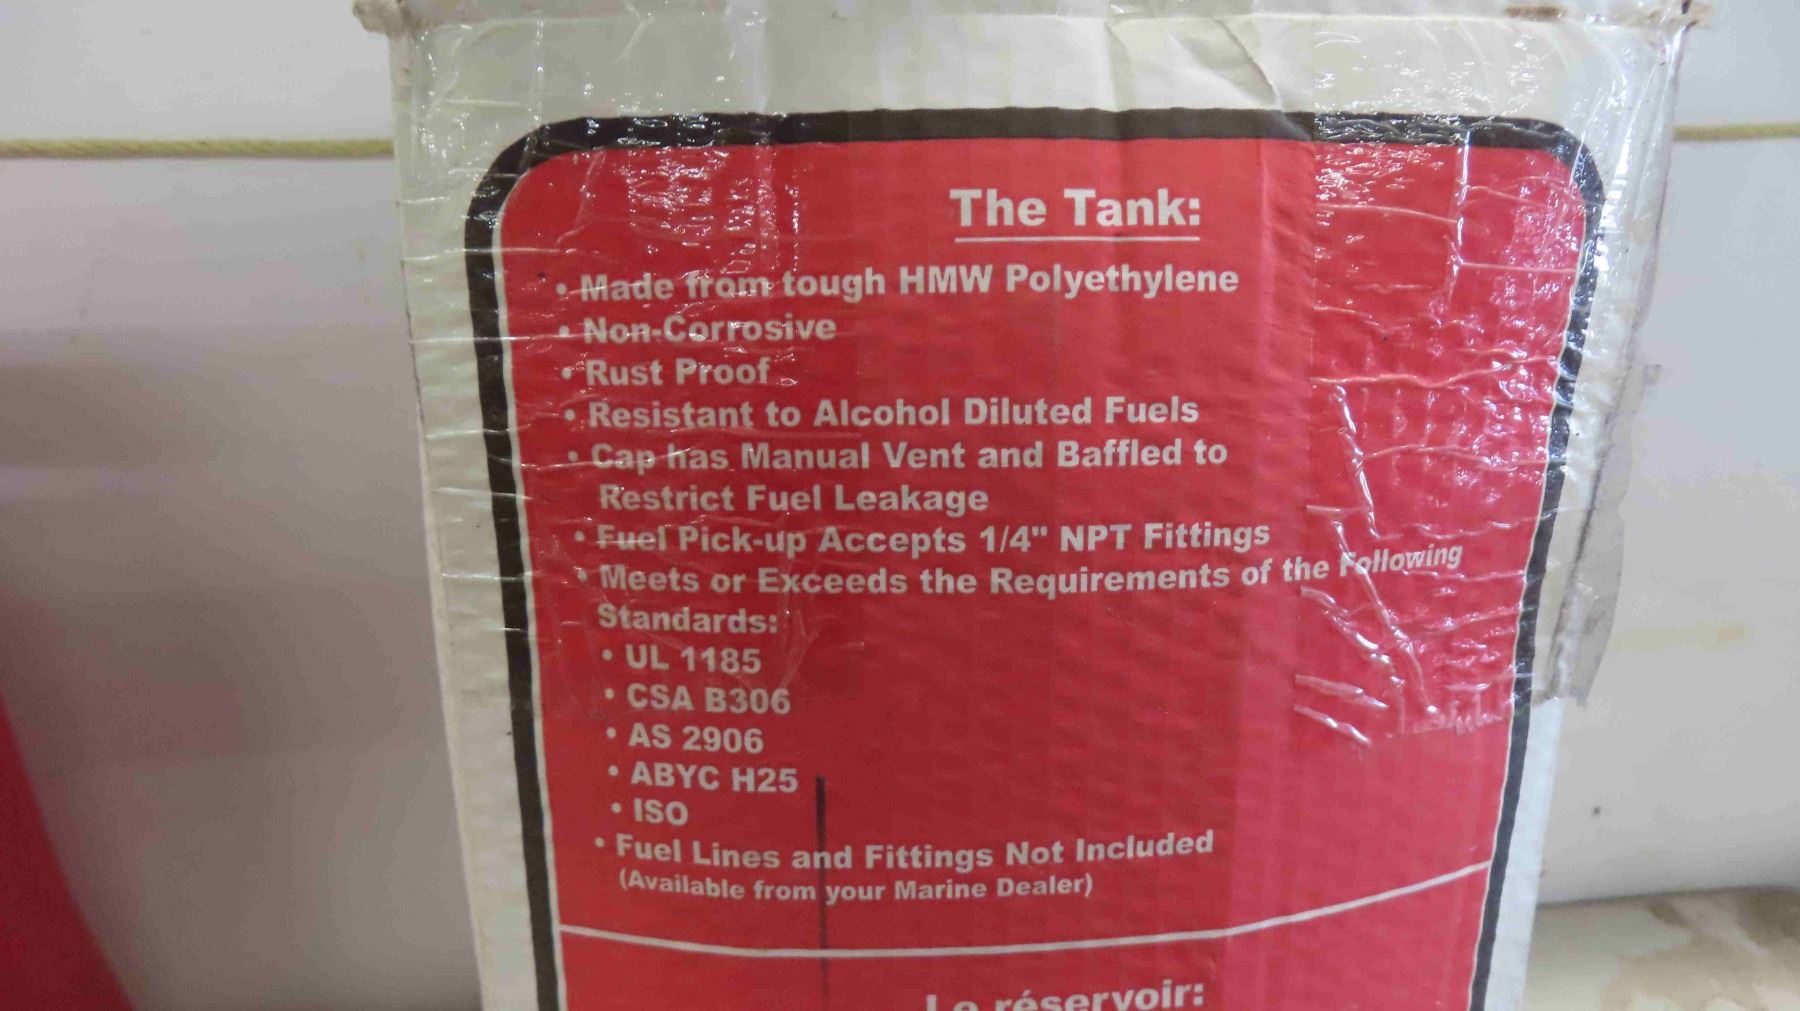 The Tank:
• Made from tough HMW Polyethylene
• Non-Corrosive
• Rust Proof
• Resistant to Alcohol Diluted Fuels
• Cap has Manual Vent and Baffled to
Restrict Fuel Leakage
• Fuel Pick-up Accepts 1/4" NPT Fittings
• Meets or Exceeds the Requirements of the Following
Standards:
• UL 1185
• CSA B306
• AS 2906
• ABYC H25
• ISO
• Fuel Lines and Fittings Not Included
(Available from your Marine Dealer)
Le réservoir: